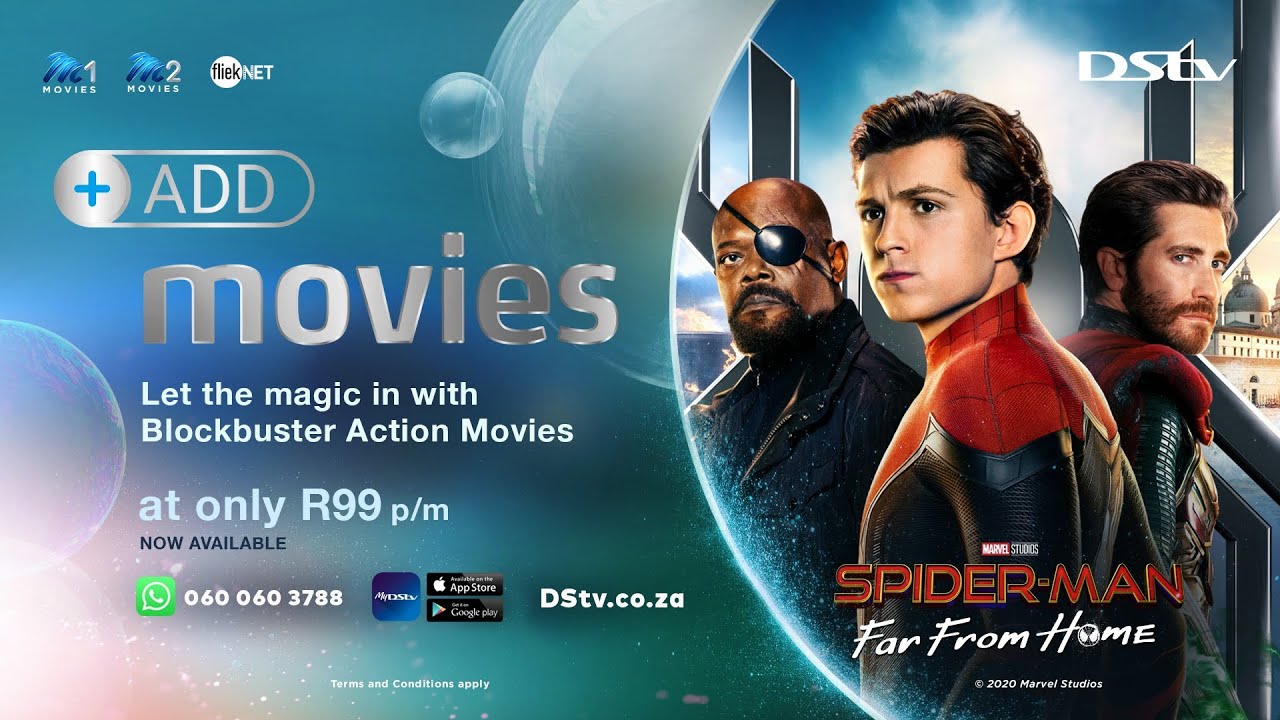 M1
MOVIES
M2
MOVIES
fliekNET
DStv
+ ADD
movies
Let the magic in with
Blockbuster Action Movies
at only R99 p/m
NOW AVAILABLE
060 060 3788
MyDStv
Available on the
App Store
Get it on
Google play
DStv.co.za
Terms and Conditions apply
MARVEL STUDIOS
SPIDER-MAN
Far From Home
© 2020 Marvel Studios